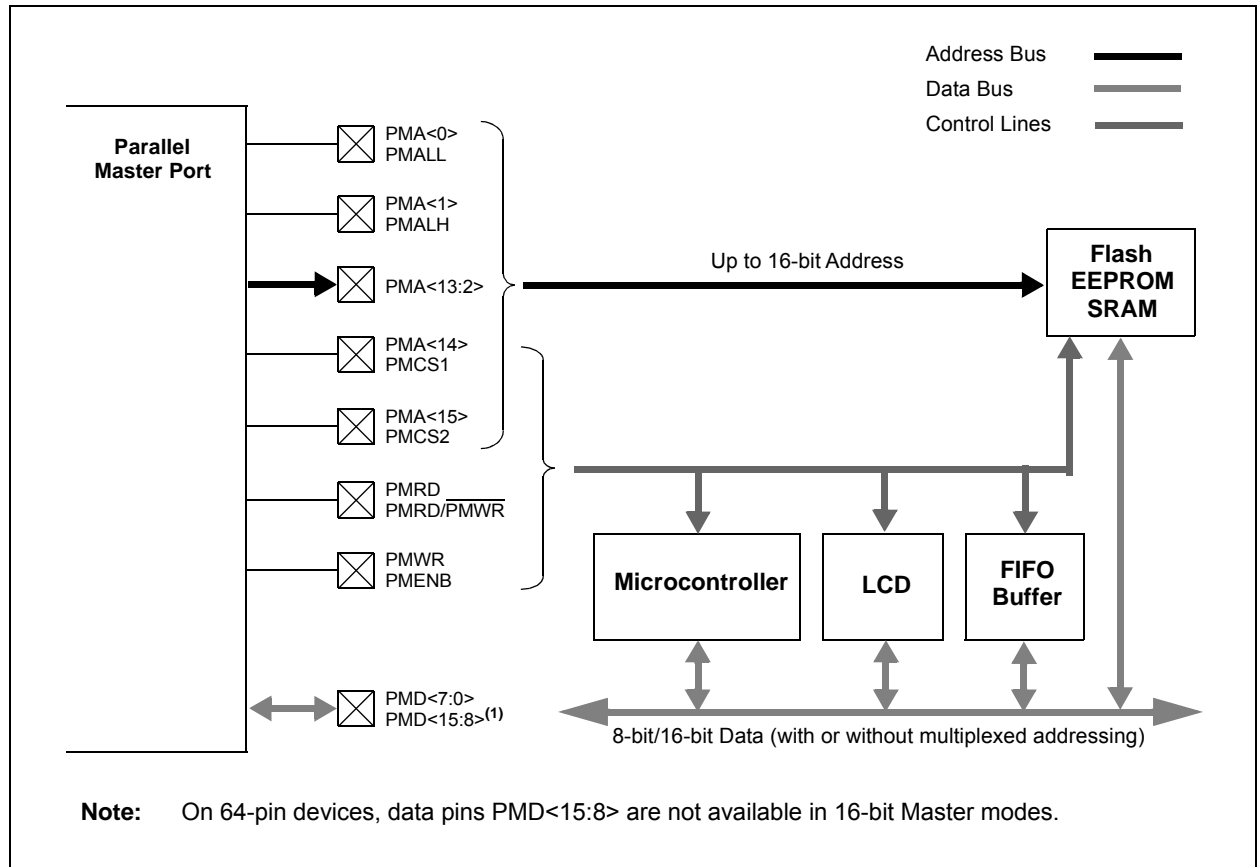 Address Bus
Data Bus
Control Lines
Parallel
Master Port
PMA<0>
PMALL
PMA<1>
PMALH
PMA<13:2>
PMA<14>
PMCS1
PMA<15>
PMCS2
PMRD
PMRD/PMWR
PMWR
PMENB
PMD<7:0>
PMD<15:8>(1)
Up to 16-bit Address
Flash
EEPROM
SRAM
Microcontroller
LCD
FIFO
Buffer
8-bit/16-bit Data (with or without multiplexed addressing)
Note: On 64-pin devices, data pins PMD<15:8> are not available in 16-bit Master modes.